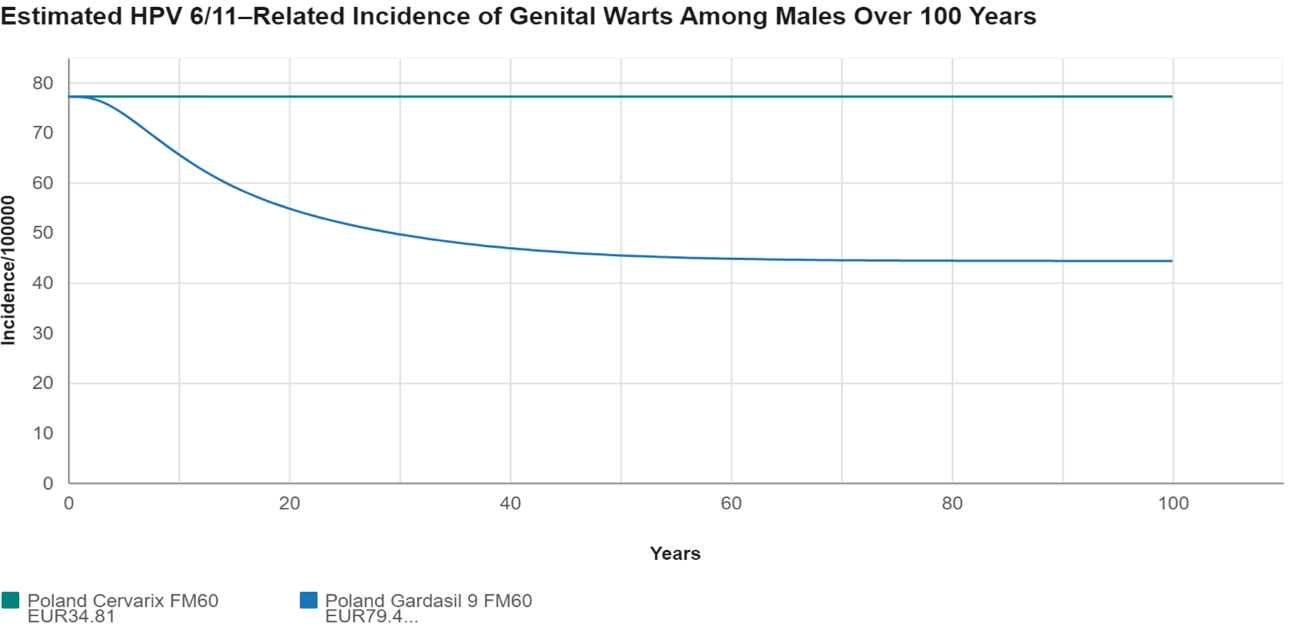 Estimated HPV 6/11–Related Incidence of Genital Warts Among Males Over 100 Years
Incidence/100000
80
70
60
50
40
30
20
10
0
0 20 40 60 80 100
Years
Poland Cervarix FM60
EUR34.81
Poland Gardasil 9 FM60
EUR79.4...